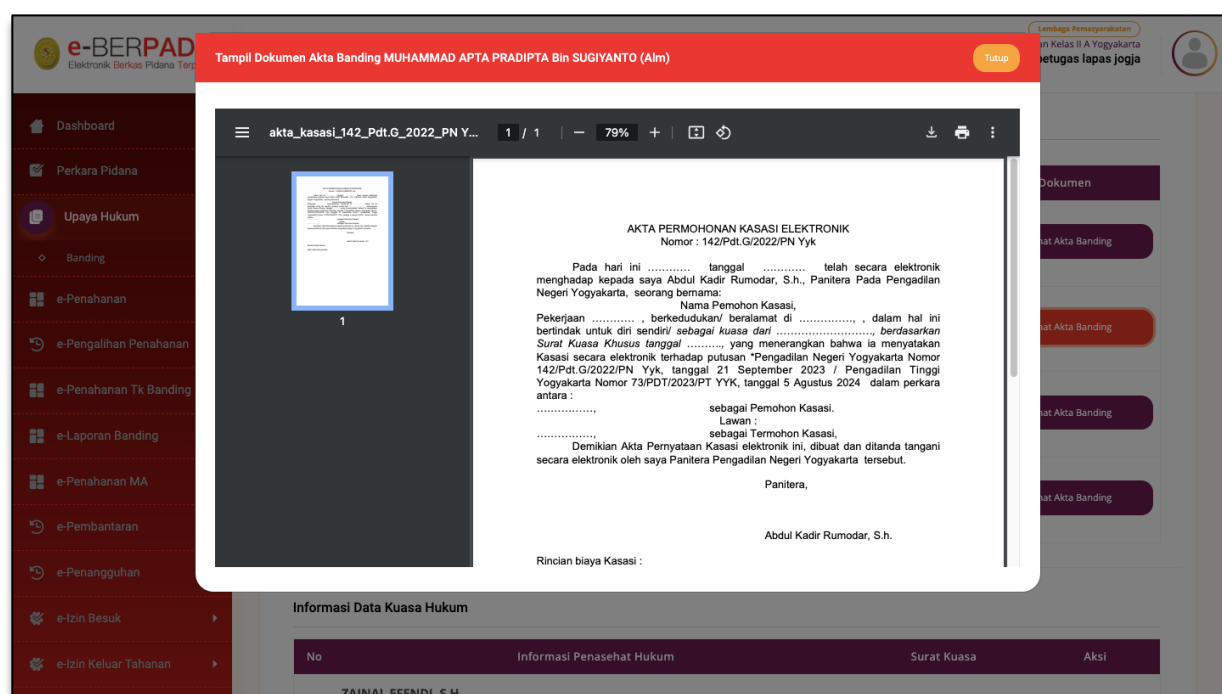 e-BERPAD
Elektronik Berkas Pidana Terp
Lembaga Pemasyarakatan
an Kelas II A Yogyakarta
petugas lapas jogja
Tampil Dokumen Akta Banding MUHAMMAD APTA PRADIPTA Bin SUGIYANTO (Alm)
Tutup
Dashboard
Perkara Pidana
Upaya Hukum
Banding
e-Penahanan
e-Pengalihan Penahanan
e-Penahanan Tk Banding
e-Laporan Banding
e-Penahanan MA
e-Pembantaran
e-Penangguhan
e-Izin Besuk
e-Izin Keluar Tahanan
akta_kasasi_142_Pdt.G_2022_PN Y...
1 / 1
79%
1
AKTA PERMOHONAN KASASI ELEKTRONIK
Nomor : 142/Pdt.G/2022/PN Yyk
Pada hari ini ............ tanggal ............ telah secara elektronik
menghadap kepada saya Abdul Kadir Rumodar, S.h., Panitera Pada Pengadilan
Negeri Yogyakarta, seorang bernama:
Nama Pemohon Kasasi,
Pekerjaan ............ , berkedudukan/ beralamat di ..............., , dalam hal ini
bertindak untuk diri sendiri/ sebagai kuasa dari ..........................., berdasarkan
Surat Kuasa Khusus tanggal .........., yang menerangkan bahwa ia menyatakan
Kasasi secara elektronik terhadap putusan *Pengadilan Negeri Yogyakarta Nomor
142/Pdt.G/2022/PN Yyk, tanggal 21 September 2023 / Pengadilan Tinggi
Yogyakarta Nomor 73/PDT/2023/PT YYK, tanggal 5 Agustus 2024 dalam perkara
antara :
................, sebagai Pemohon Kasasi.
Lawan :
................, sebagai Termohon Kasasi,
Demikian Akta Pernyataan Kasasi elektronik ini, dibuat dan ditanda tangani
secara elektronik oleh saya Panitera Pengadilan Negeri Yogyakarta tersebut.
Panitera,
Abdul Kadir Rumodar, S.h.
Rincian biaya Kasasi :
Dokumen
at Akta Banding
at Akta Banding
at Akta Banding
at Akta Banding
Informasi Data Kuasa Hukum
No Informasi Penasehat Hukum Surat Kuasa Aksi
ZAINAL EFENDI, S.H.